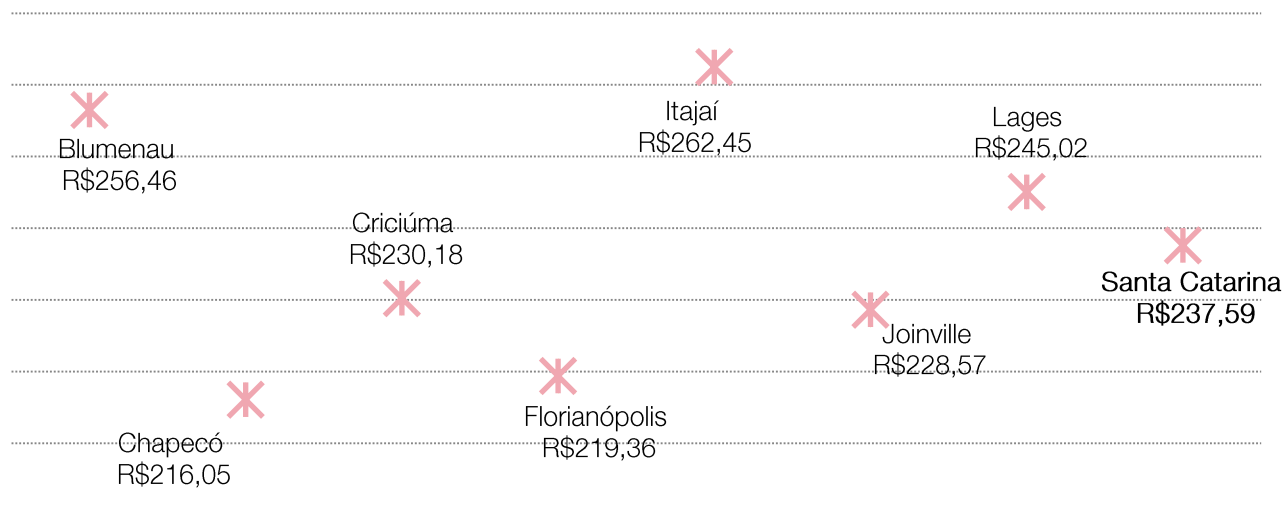 Blumenau
R$256,46
Chapecó
R$216,05
Criciúma
R$230,18
Florianópolis
R$219,36
Itajaí
R$262,45
Joinville
R$228,57
Lages
R$245,02
Santa Catarina
R$237,59